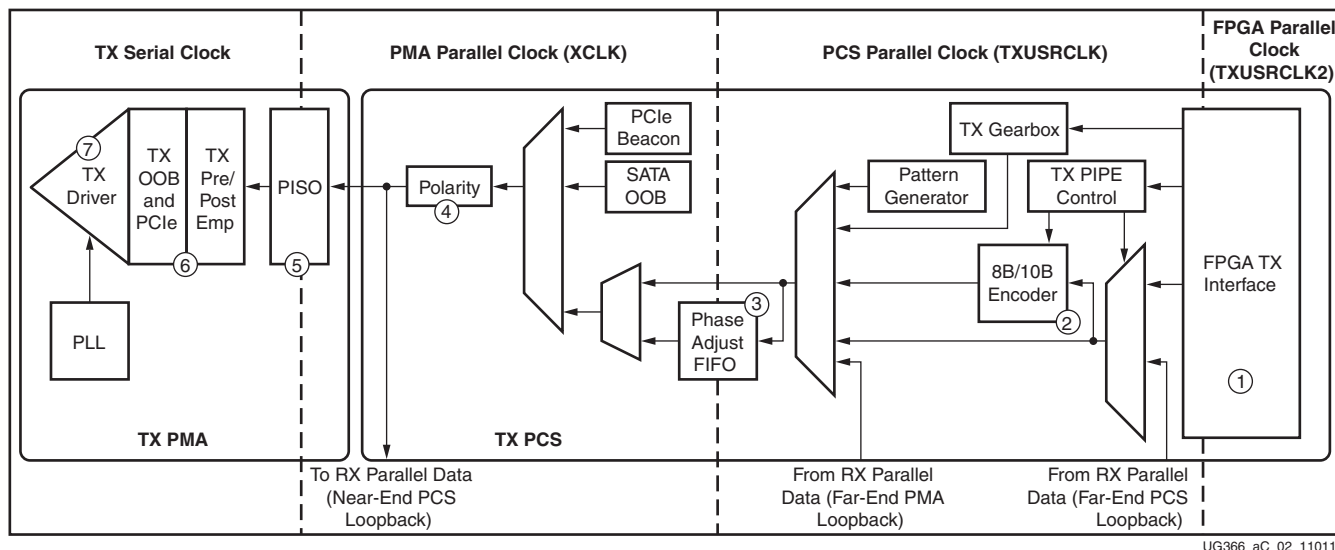 TX Serial Clock
PMA Parallel Clock (XCLK)
PCS Parallel Clock (TXUSRCLK)
FPGA Parallel
Clock
(TXUSRCLK2)
7
TX
Driver
TX
OOB
and
PCIe
TX
Pre/
Post
Emp
6
PISO
5
PLL
TX PMA
Polarity
4
PCIe
Beacon
SATA
OOB
3
Phase
Adjust
FIFO
TX PCS
TX Gearbox
Pattern
Generator
TX PIPE
Control
8B/10B
Encoder
2
FPGA TX
Interface
1
To RX Parallel Data
(Near-End PCS
Loopback)
From RX Parallel
Data (Far-End PMA
Loopback)
From RX Parallel
Data (Far-End PCS
Loopback)